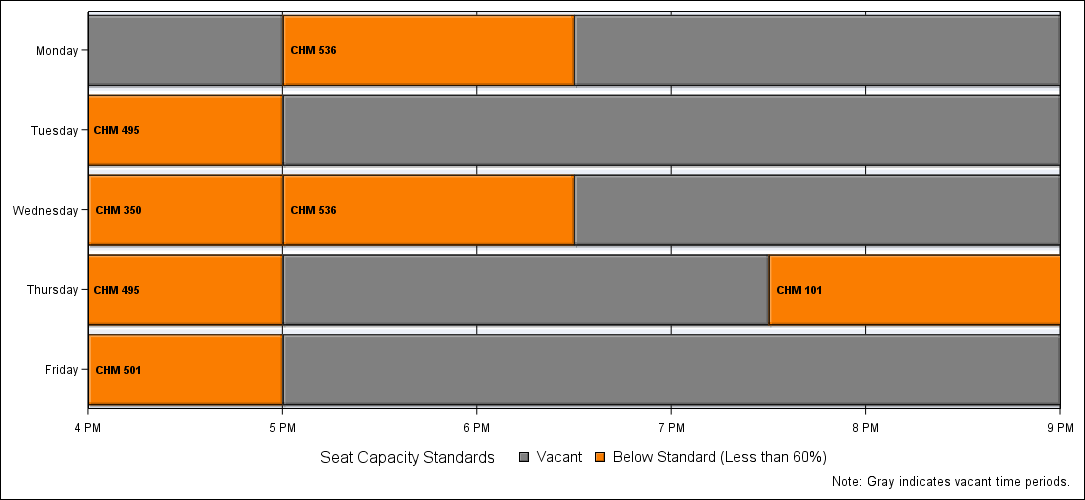 Monday
CHM 536
Tuesday
CHM 495
Wednesday
CHM 350 CHM 536
Thursday
CHM 495 CHM 101
Friday
CHM 501
4 PM 5 PM 6 PM 7 PM 8 PM 9 PM
Seat Capacity Standards Vacant Below Standard (Less than 60%)
Note: Gray indicates vacant time periods.